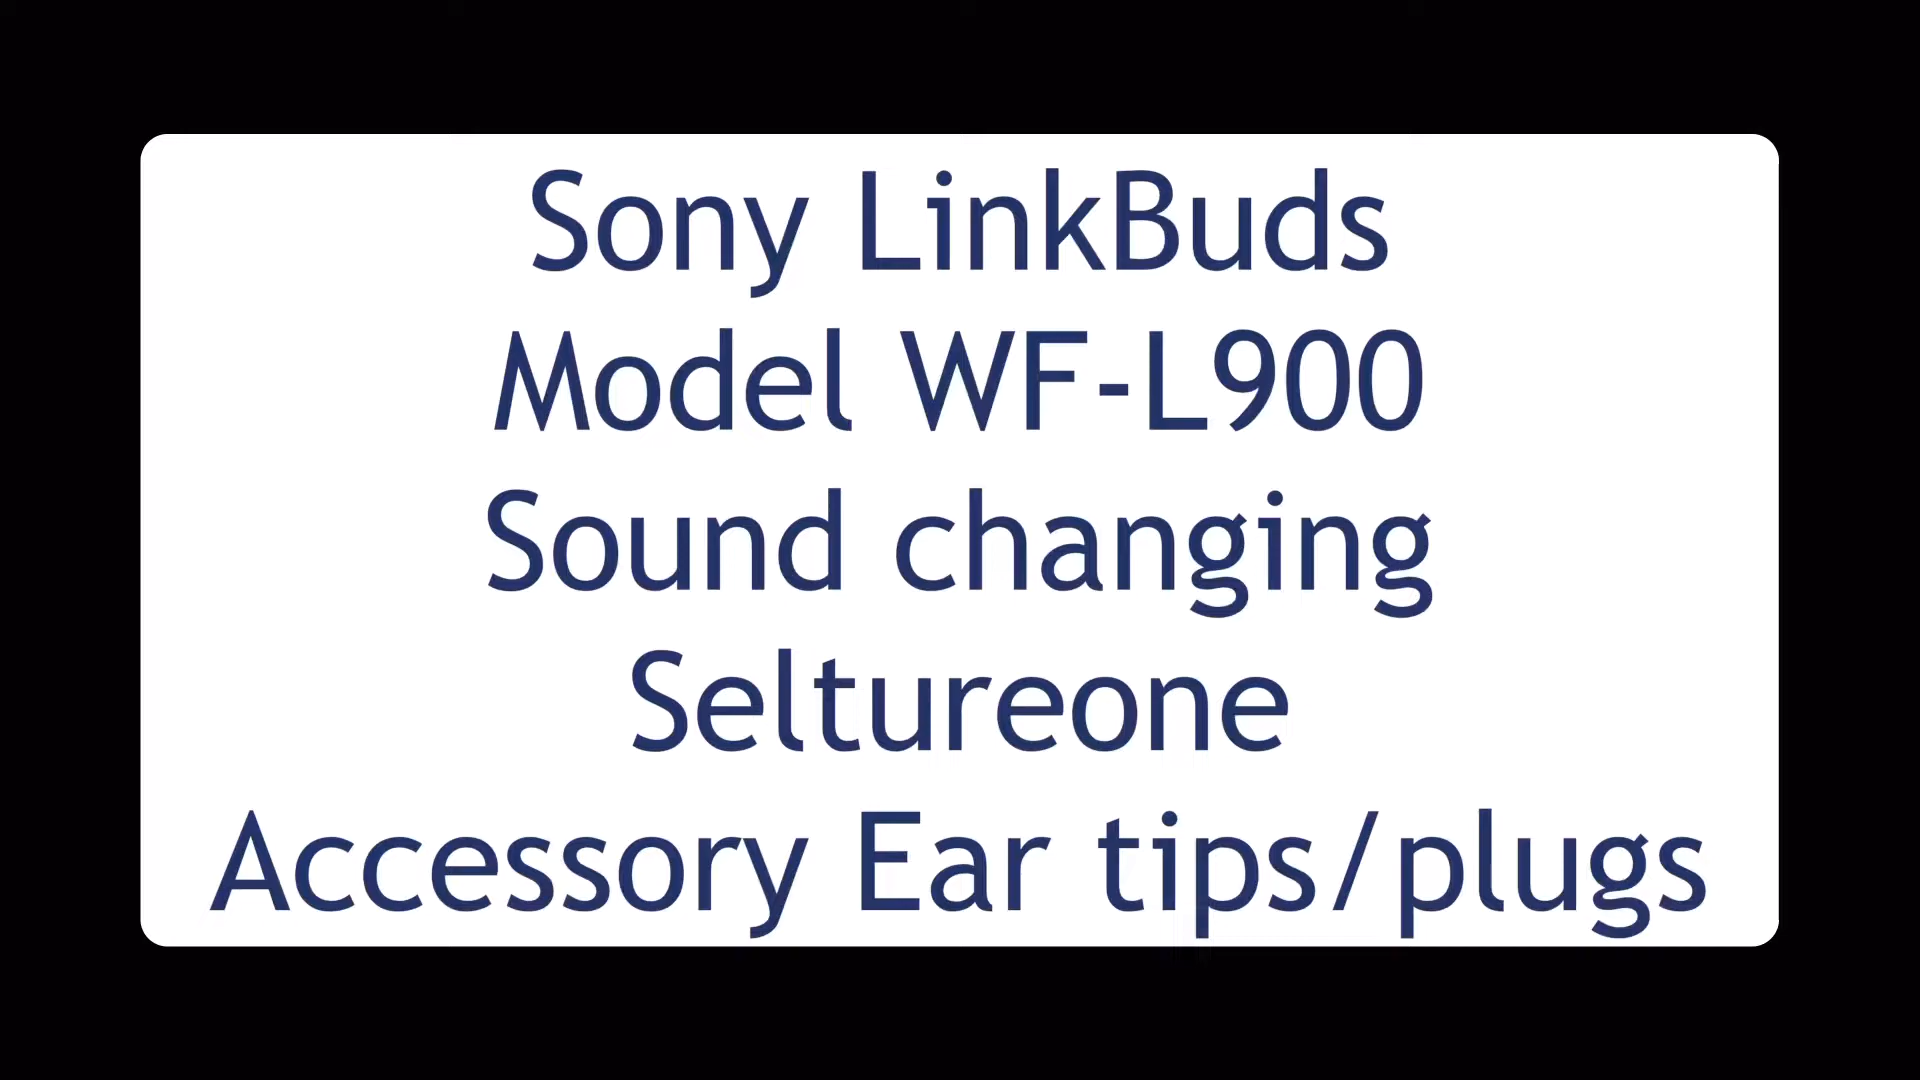 Sony LinkBuds
Model WF-L900
Sound changing
Seltureone
Accessory Ear tips/plugs